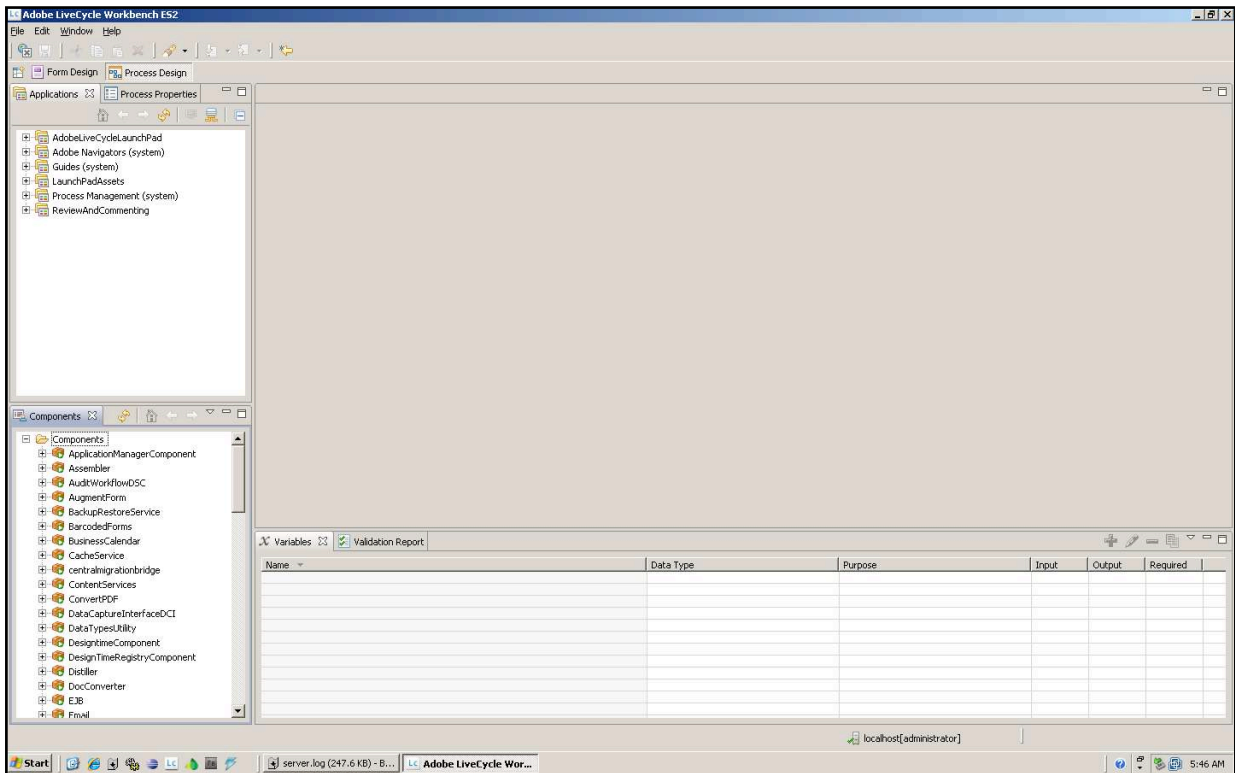 LC Adobe LiveCycle Workbench ES2
File Edit Window Help
Form Design Process Design
Applications Process Properties
AdobeLiveCycleLaunchPad
Adobe Navigators (system)
Guides (system)
LaunchPadAssets
Process Management (system)
ReviewAndCommenting
Components
Components
ApplicationManagerComponent
Assembler
AuditWorkflowDSC
AugmentForm
BackupRestoreService
BarcodedForms
BusinessCalendar
CacheService
centralmigrationbridge
ContentServices
ConvertPDF
DataCaptureInterfaceDCI
DataTypesUtility
DesigntimeComponent
DesignTimeRegistryComponent
Distiller
DocConverter
EJB
Email
Variables Validation Report
Name Data Type Purpose Input Output Required
localhost[administrator]
Start LC server.log (247.6 KB) - B... LC Adobe LiveCycle Wor... 5:46 AM